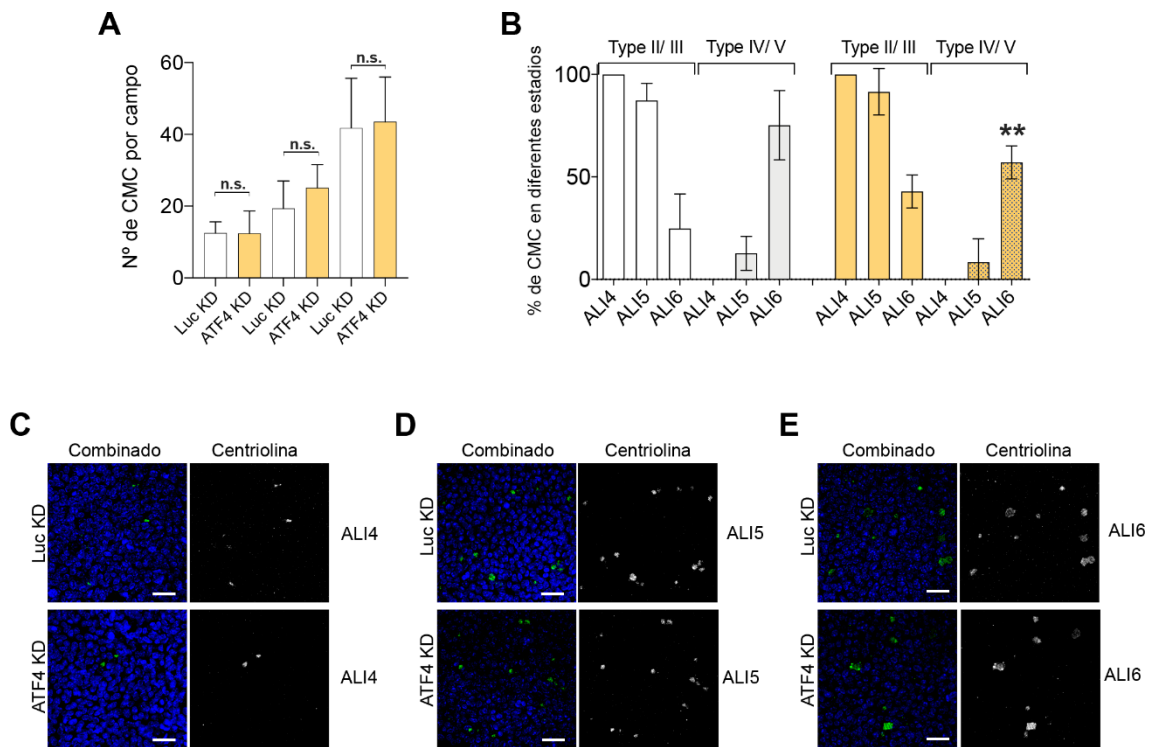 A
Nº de CMC por campo
60
40
20
0
n.s.
n.s.
n.s.
Luc KD
ATF4 KD
Luc KD
ATF4 KD
Luc KD
ATF4 KD
B
% de CMC en diferentes estadios
100
50
0
Type II/ III
Type IV/ V
Type II/ III
Type IV/ V
**
ALI4
ALI5
ALI6
ALI4
ALI5
ALI6
ALI4
ALI5
ALI6
ALI4
ALI5
ALI6
C
Combinado
Centriolina
Luc KD
ALI4
ATF4 KD
ALI4
D
Combinado
Centriolina
Luc KD
ALI5
ATF4 KD
ALI5
E
Combinado
Centriolina
Luc KD
ALI6
ATF4 KD
ALI6